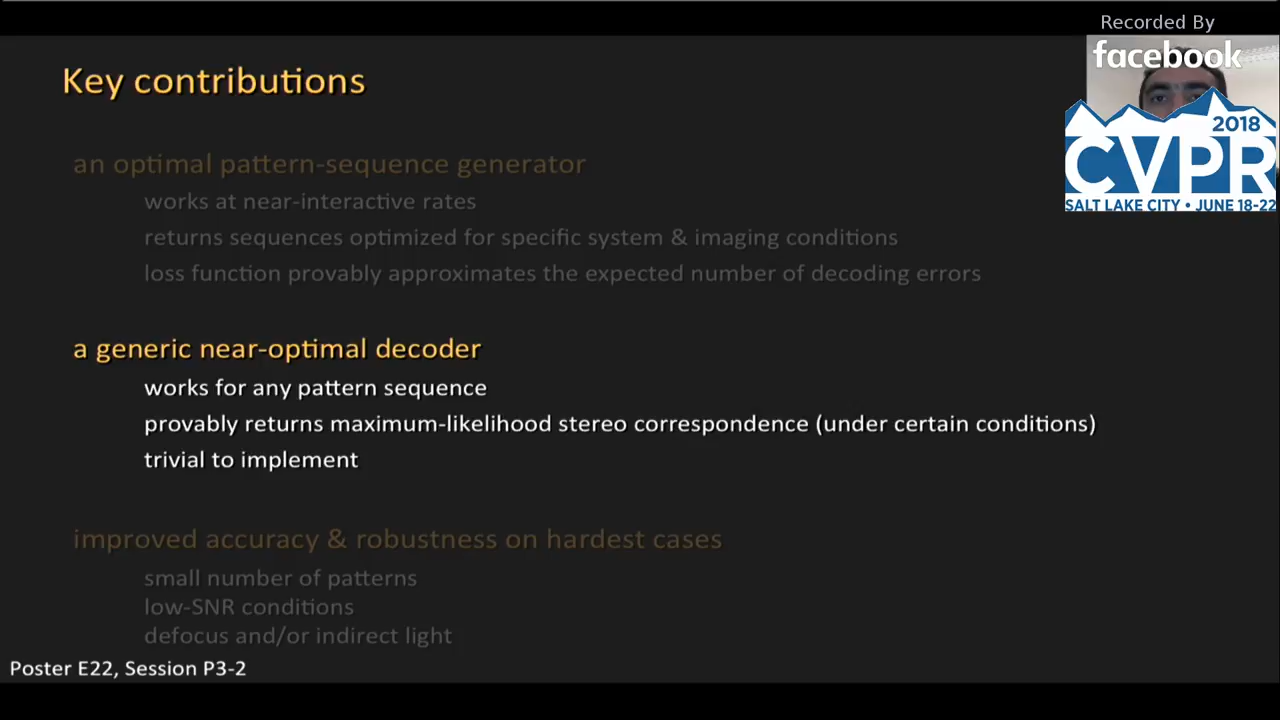 Recorded By
facebook
2018
CVPR
SALT LAKE CITY • JUNE 18-22
Key contributions
an optimal pattern-sequence generator
works at near-interactive rates
returns sequences optimized for specific system & imaging conditions
loss function provably approximates the expected number of decoding errors
a generic near-optimal decoder
works for any pattern sequence
provably returns maximum-likelihood stereo correspondence (under certain conditions)
trivial to implement
improved accuracy & robustness on hardest cases
small number of patterns
low-SNR conditions
defocus and/or indirect light
Poster E22, Session P3-2